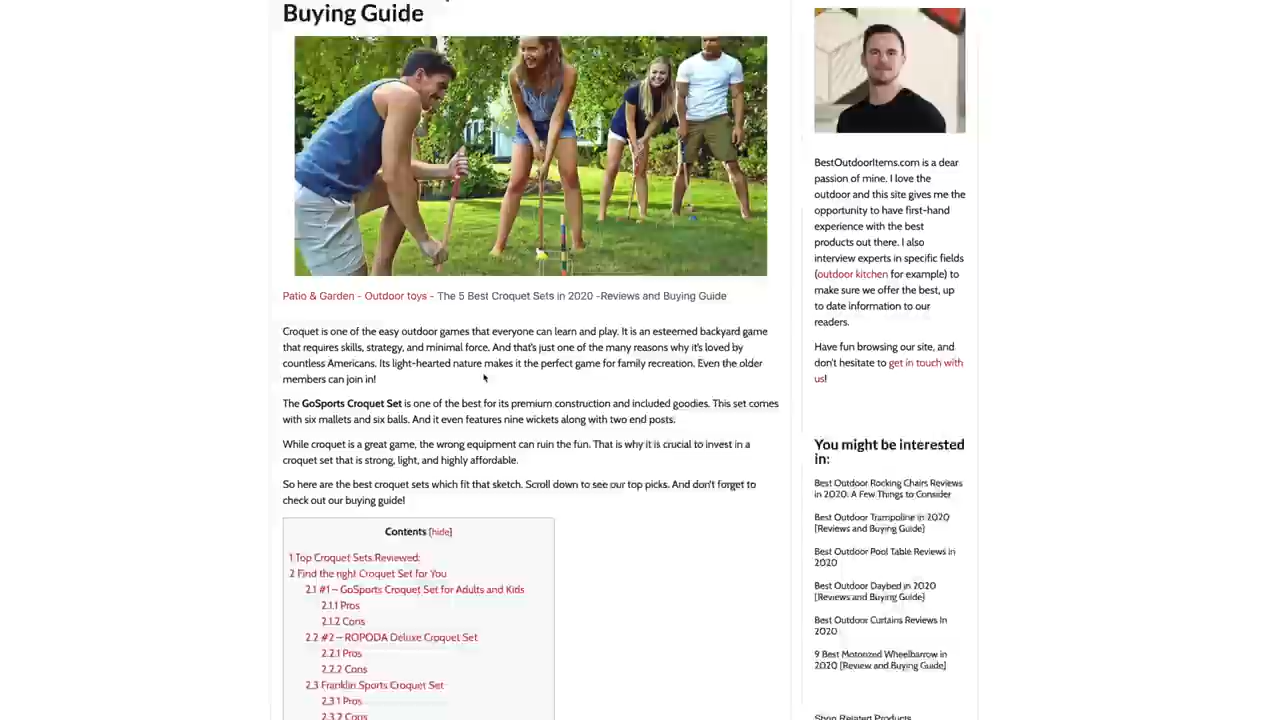 Buying Guide
Patio & Garden - Outdoor toys - The 5 Best Croquet Sets in 2020 -Reviews and Buying Guide
Croquet is one of the easy outdoor games that everyone can learn and play. It is an esteemed backyard game
that requires skills, strategy, and minimal force. And that's just one of the many reasons why it's loved by
countless Americans. Its light-hearted nature makes it the perfect game for family recreation. Even the older
members can join in!
The GoSports Croquet Set is one of the best for its premium construction and included goodies. This set comes
with six mallets and six balls. And it even features nine wickets along with two end posts.
While croquet is a great game, the wrong equipment can ruin the fun. That is why it is crucial to invest in a
croquet set that is strong, light, and highly affordable.
So here are the best croquet sets which fit that sketch. Scroll down to see our top picks. And don't forget to
check out our buying guide!
Contents [hide]
1 Top Croquet Sets Reviewed:
2 Find the right Croquet Set for You
2.1 #1 – GoSports Croquet Set for Adults and Kids
2.1.1 Pros
2.1.2 Cons
2.2 #2 – ROPODA Deluxe Croquet Set
2.2.1 Pros
2.2.2 Cons
2.3 Franklin Sports Croquet Set
2.3.1 Pros
2.3.2 Cons
BestOutdoorItems.com is a dear
passion of mine. I love the
outdoor and this site gives me the
opportunity to have first-hand
experience with the best
products out there. I also
interview experts in specific fields
(outdoor kitchen for example) to
make sure we offer the best, up
to date information to our
readers.
Have fun browsing our site, and
don't hesitate to get in touch with
us!
You might be interested
in:
Best Outdoor Rocking Chairs Reviews
in 2020: A Few Things to Consider
Best Outdoor Trampoline in 2020
[Reviews and Buying Guide]
Best Outdoor Pool Table Reviews in
2020
Best Outdoor Daybed in 2020
[Reviews and Buying Guide]
Best Outdoor Curtains Reviews In
2020
9 Best Motorized Wheelbarrow in
2020 [Review and Buying Guide]
Shop Related Products